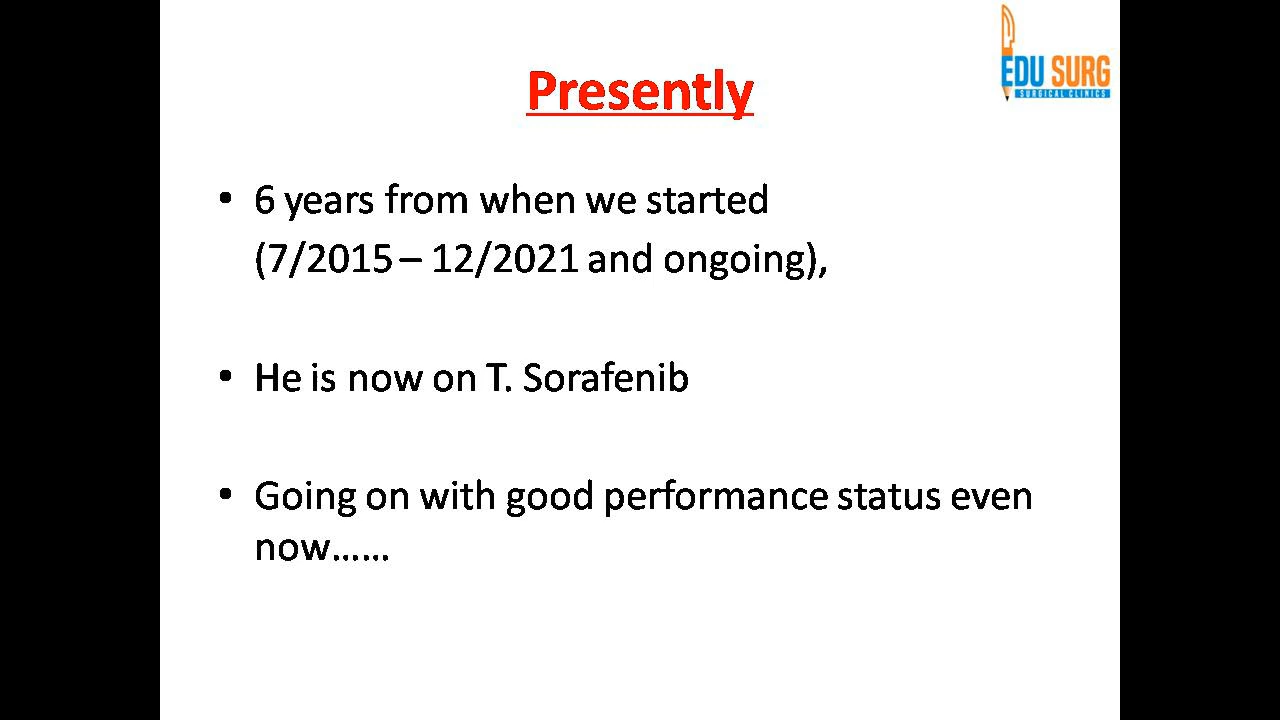 EDU SURG
SURGICAL CLINICS
Presently
• 6 years from when we started
(7/2015 – 12/2021 and ongoing),
• He is now on T. Sorafenib
• Going on with good performance status even
now……